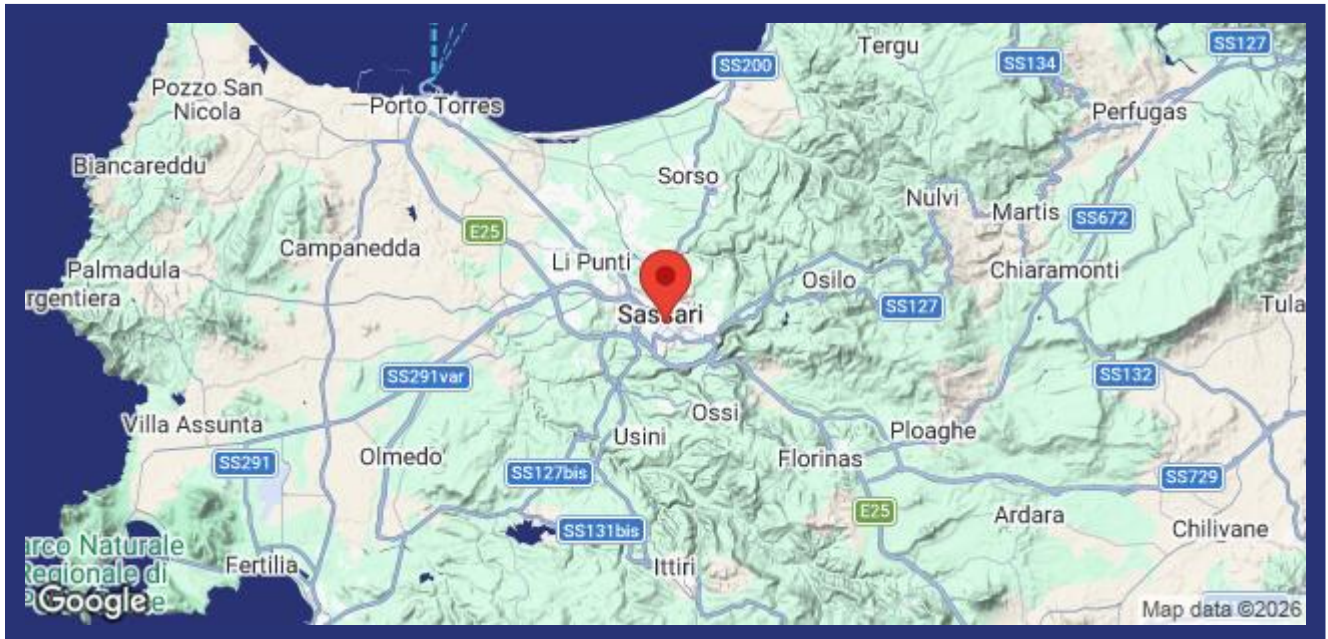 Tergu
SS127
SS134
SS200
Pozzo San
Nicola
Porto Torres
Perfugas
Biancareddu
Sorso
Nulvi
Martis
SS672
E25
Campanedda
Li Punti
Palmadula
Osilo
Chiaramonti
rgentiera
SS127
Tula
Sassari
SS291var
SS132
Ossi
Villa Assunta
Usini
Ploaghe
Olmedo
Florinas
SS291
SS127bis
SS729
E25
Ardara
SS131bis
Chilivane
arco Naturale
Regionale di
Fertilia
Ittiri
Google
Map data ©2026